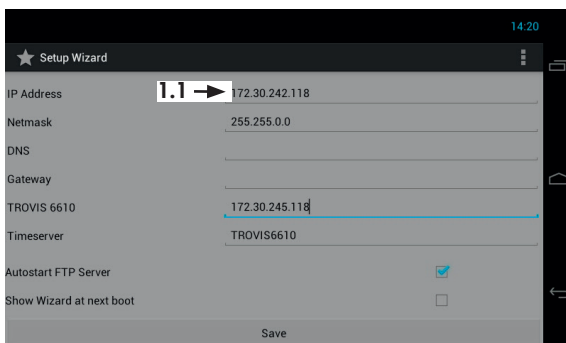 14:20
Setup Wizard
IP Address 1.1 172.30.242.118
Netmask 255.255.0.0
DNS
Gateway
TROVIS 6610 172.30.245.118
Timeserver TROVIS6610
Autostart FTP Server
Show Wizard at next boot
Save